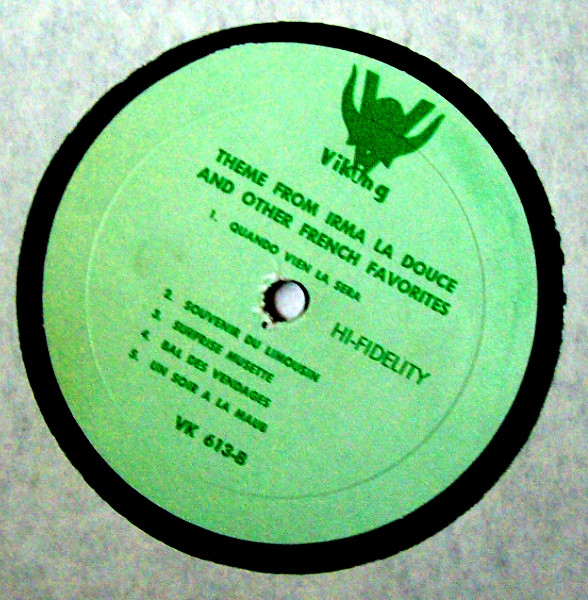 Viking
THEME FROM IRMA LA DOUCE
AND OTHER FRENCH FAVORITES
1. QUANDO VIEN LA SERA
HI-FIDELITY
2. SOUVENIR DU LIMOUSIN
3. SURPRISE MUSETTE
4. BAL DES VENDAGES
5. UN SOIR A LA MAUB
VK 613-B